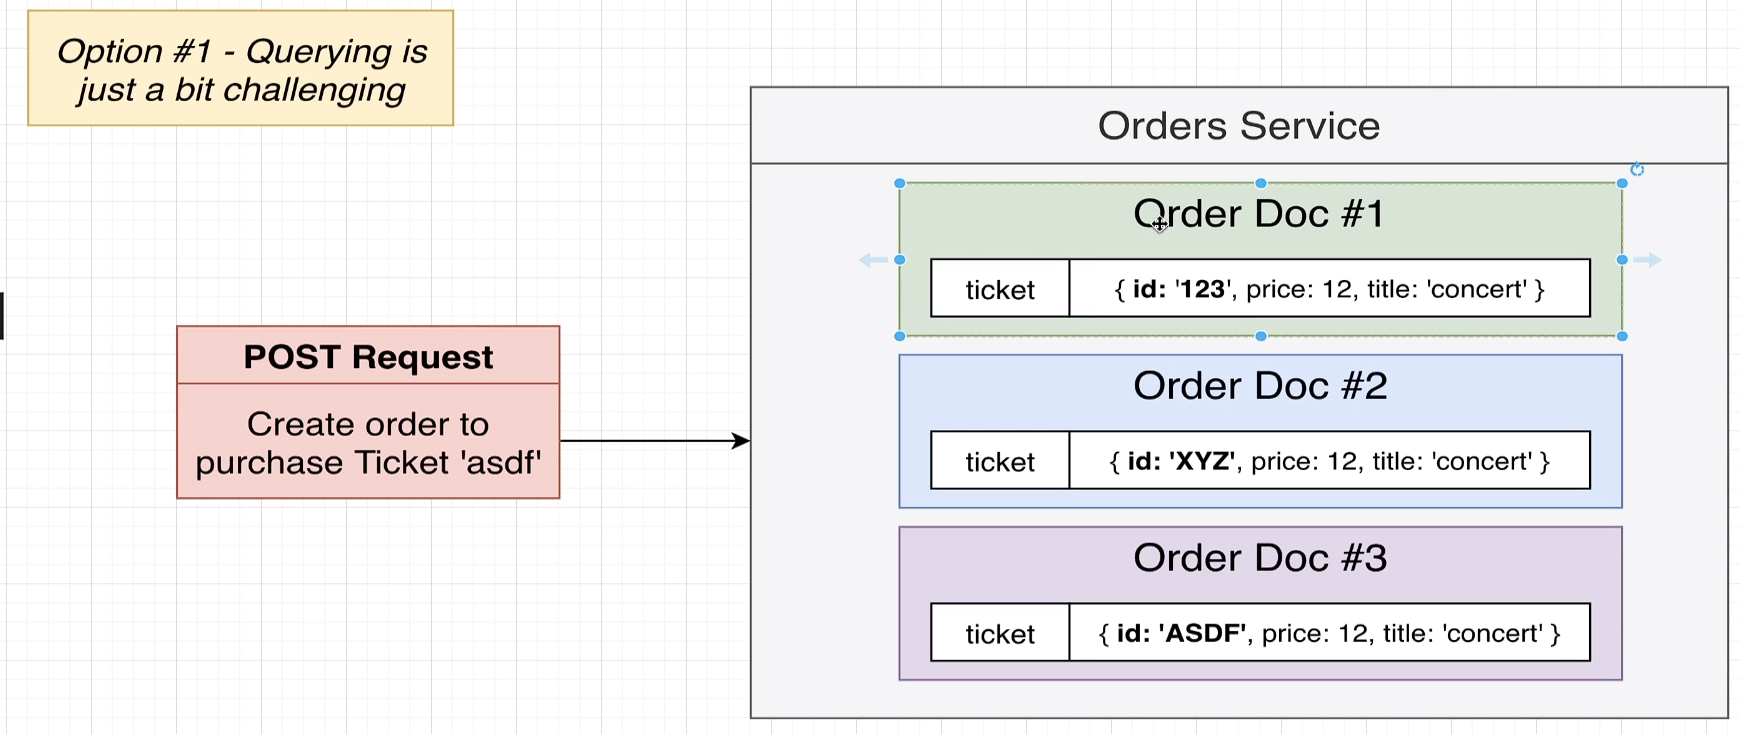 Option #1 - Querying is
just a bit challenging
Orders Service
Order Doc #1
ticket
{ id: '123', price: 12, title: 'concert' }
POST Request
Create order to
purchase Ticket 'asdf'
Order Doc #2
ticket
{ id: 'XYZ', price: 12, title: 'concert' }
Order Doc #3
ticket
{ id: 'ASDF', price: 12, title: 'concert' }